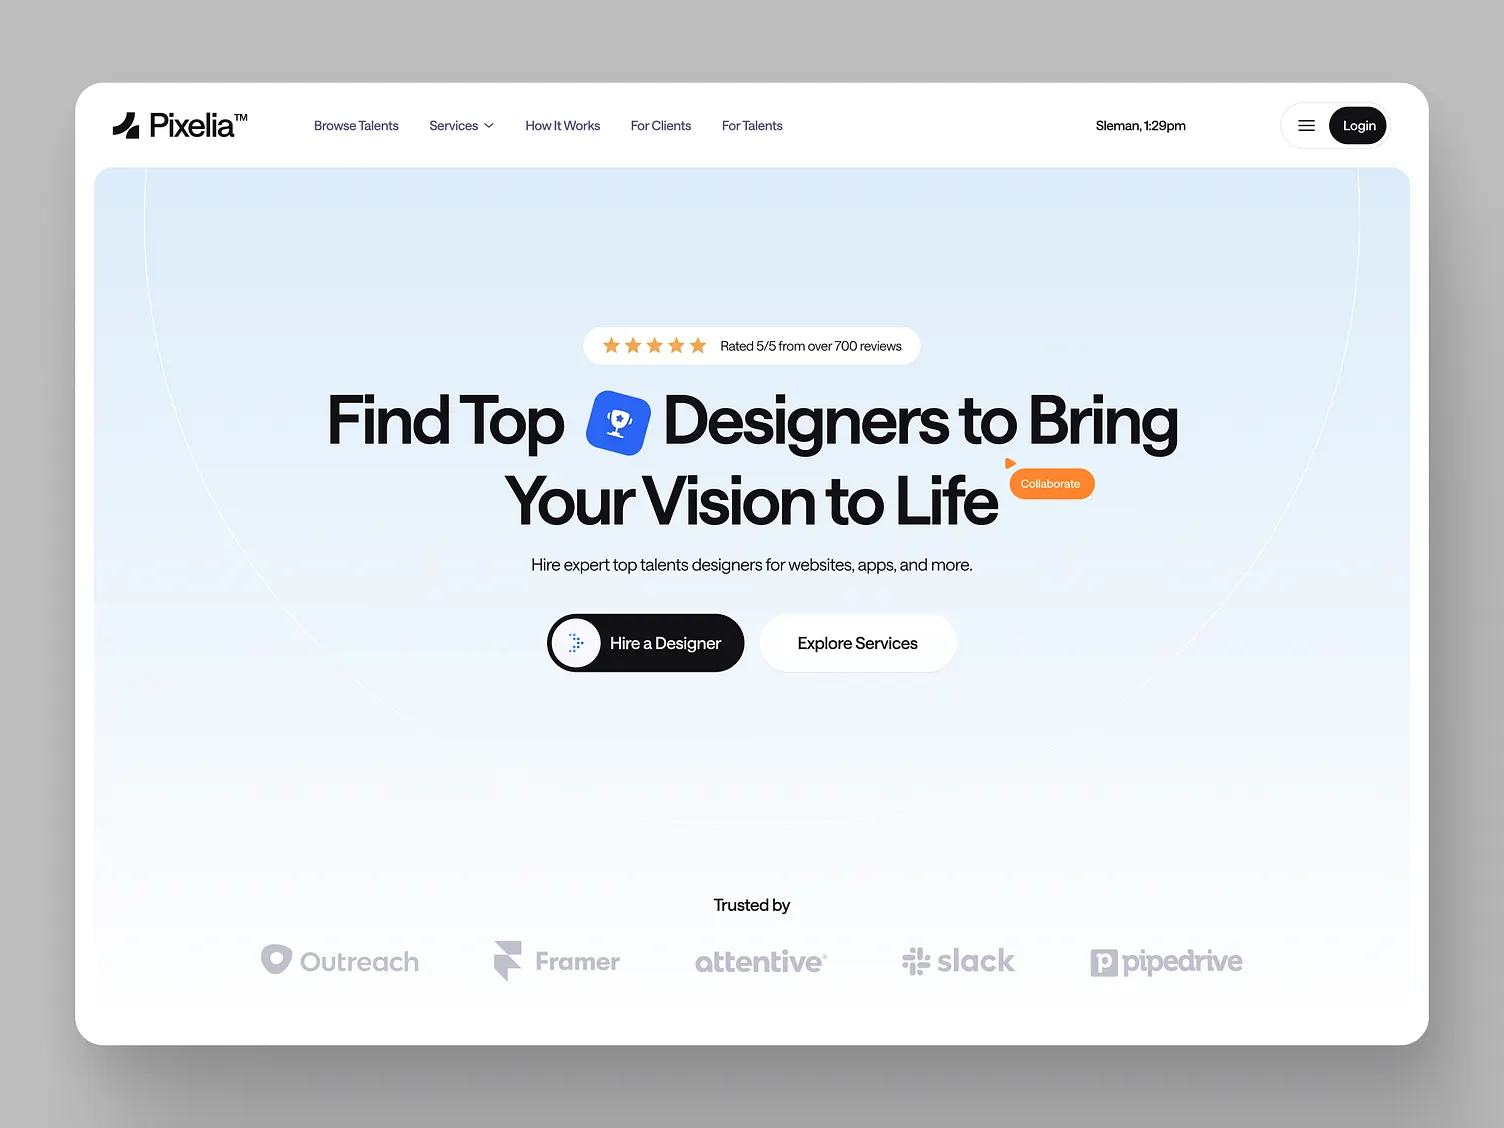 Pixelia™
Browse Talents
Services
How It Works
For Clients
For Talents
Sleman, 1:29pm
Login
Rated 5/5 from over 700 reviews
Find Top Designers to Bring
Your Vision to Life
Collaborate
Hire expert top talents designers for websites, apps, and more.
Hire a Designer
Explore Services
Trusted by
Outreach
Framer
attentive®
slack
pipedrive